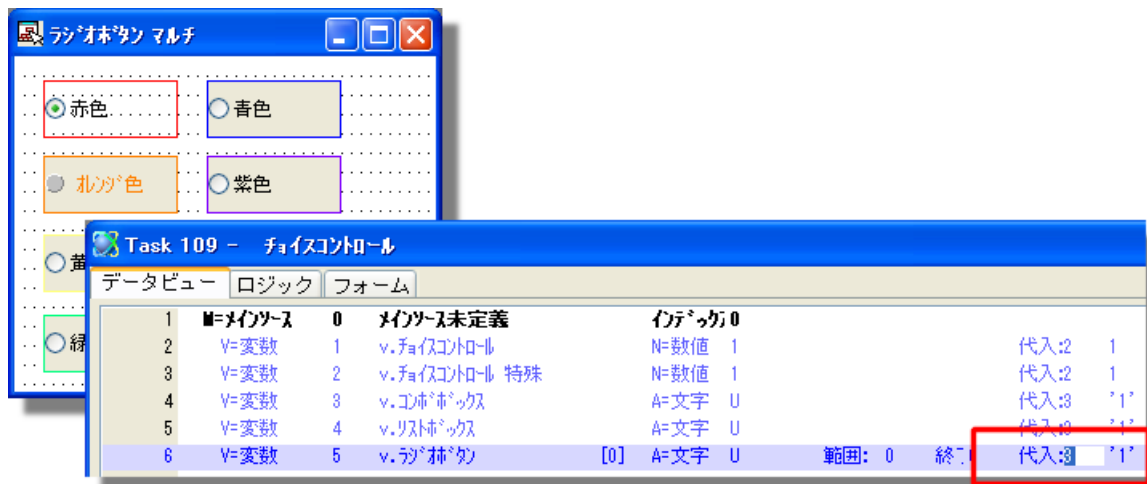 ラジオボタン マルチ
赤色 青色
オレンジ色 紫色
黄
緑
Task 109 - チョイスコントロール
データビュー ロジック フォーム
1 M=メインソース 0 メインソース未定義 インデックス: 0
2 V=変数 1 v.チョイスコントロール N=数値 1 代入:2 1
3 V=変数 2 v.チョイスコントロール 特殊 N=数値 1 代入:2 1
4 V=変数 3 v.コンボボックス A=文字 U 代入:3 '1'
5 V=変数 4 v.リストボックス A=文字 U 代入:3 '1'
6 V=変数 5 v.ラジオボタン [0] A=文字 U 範囲: 0 終了 代入:3 '1'